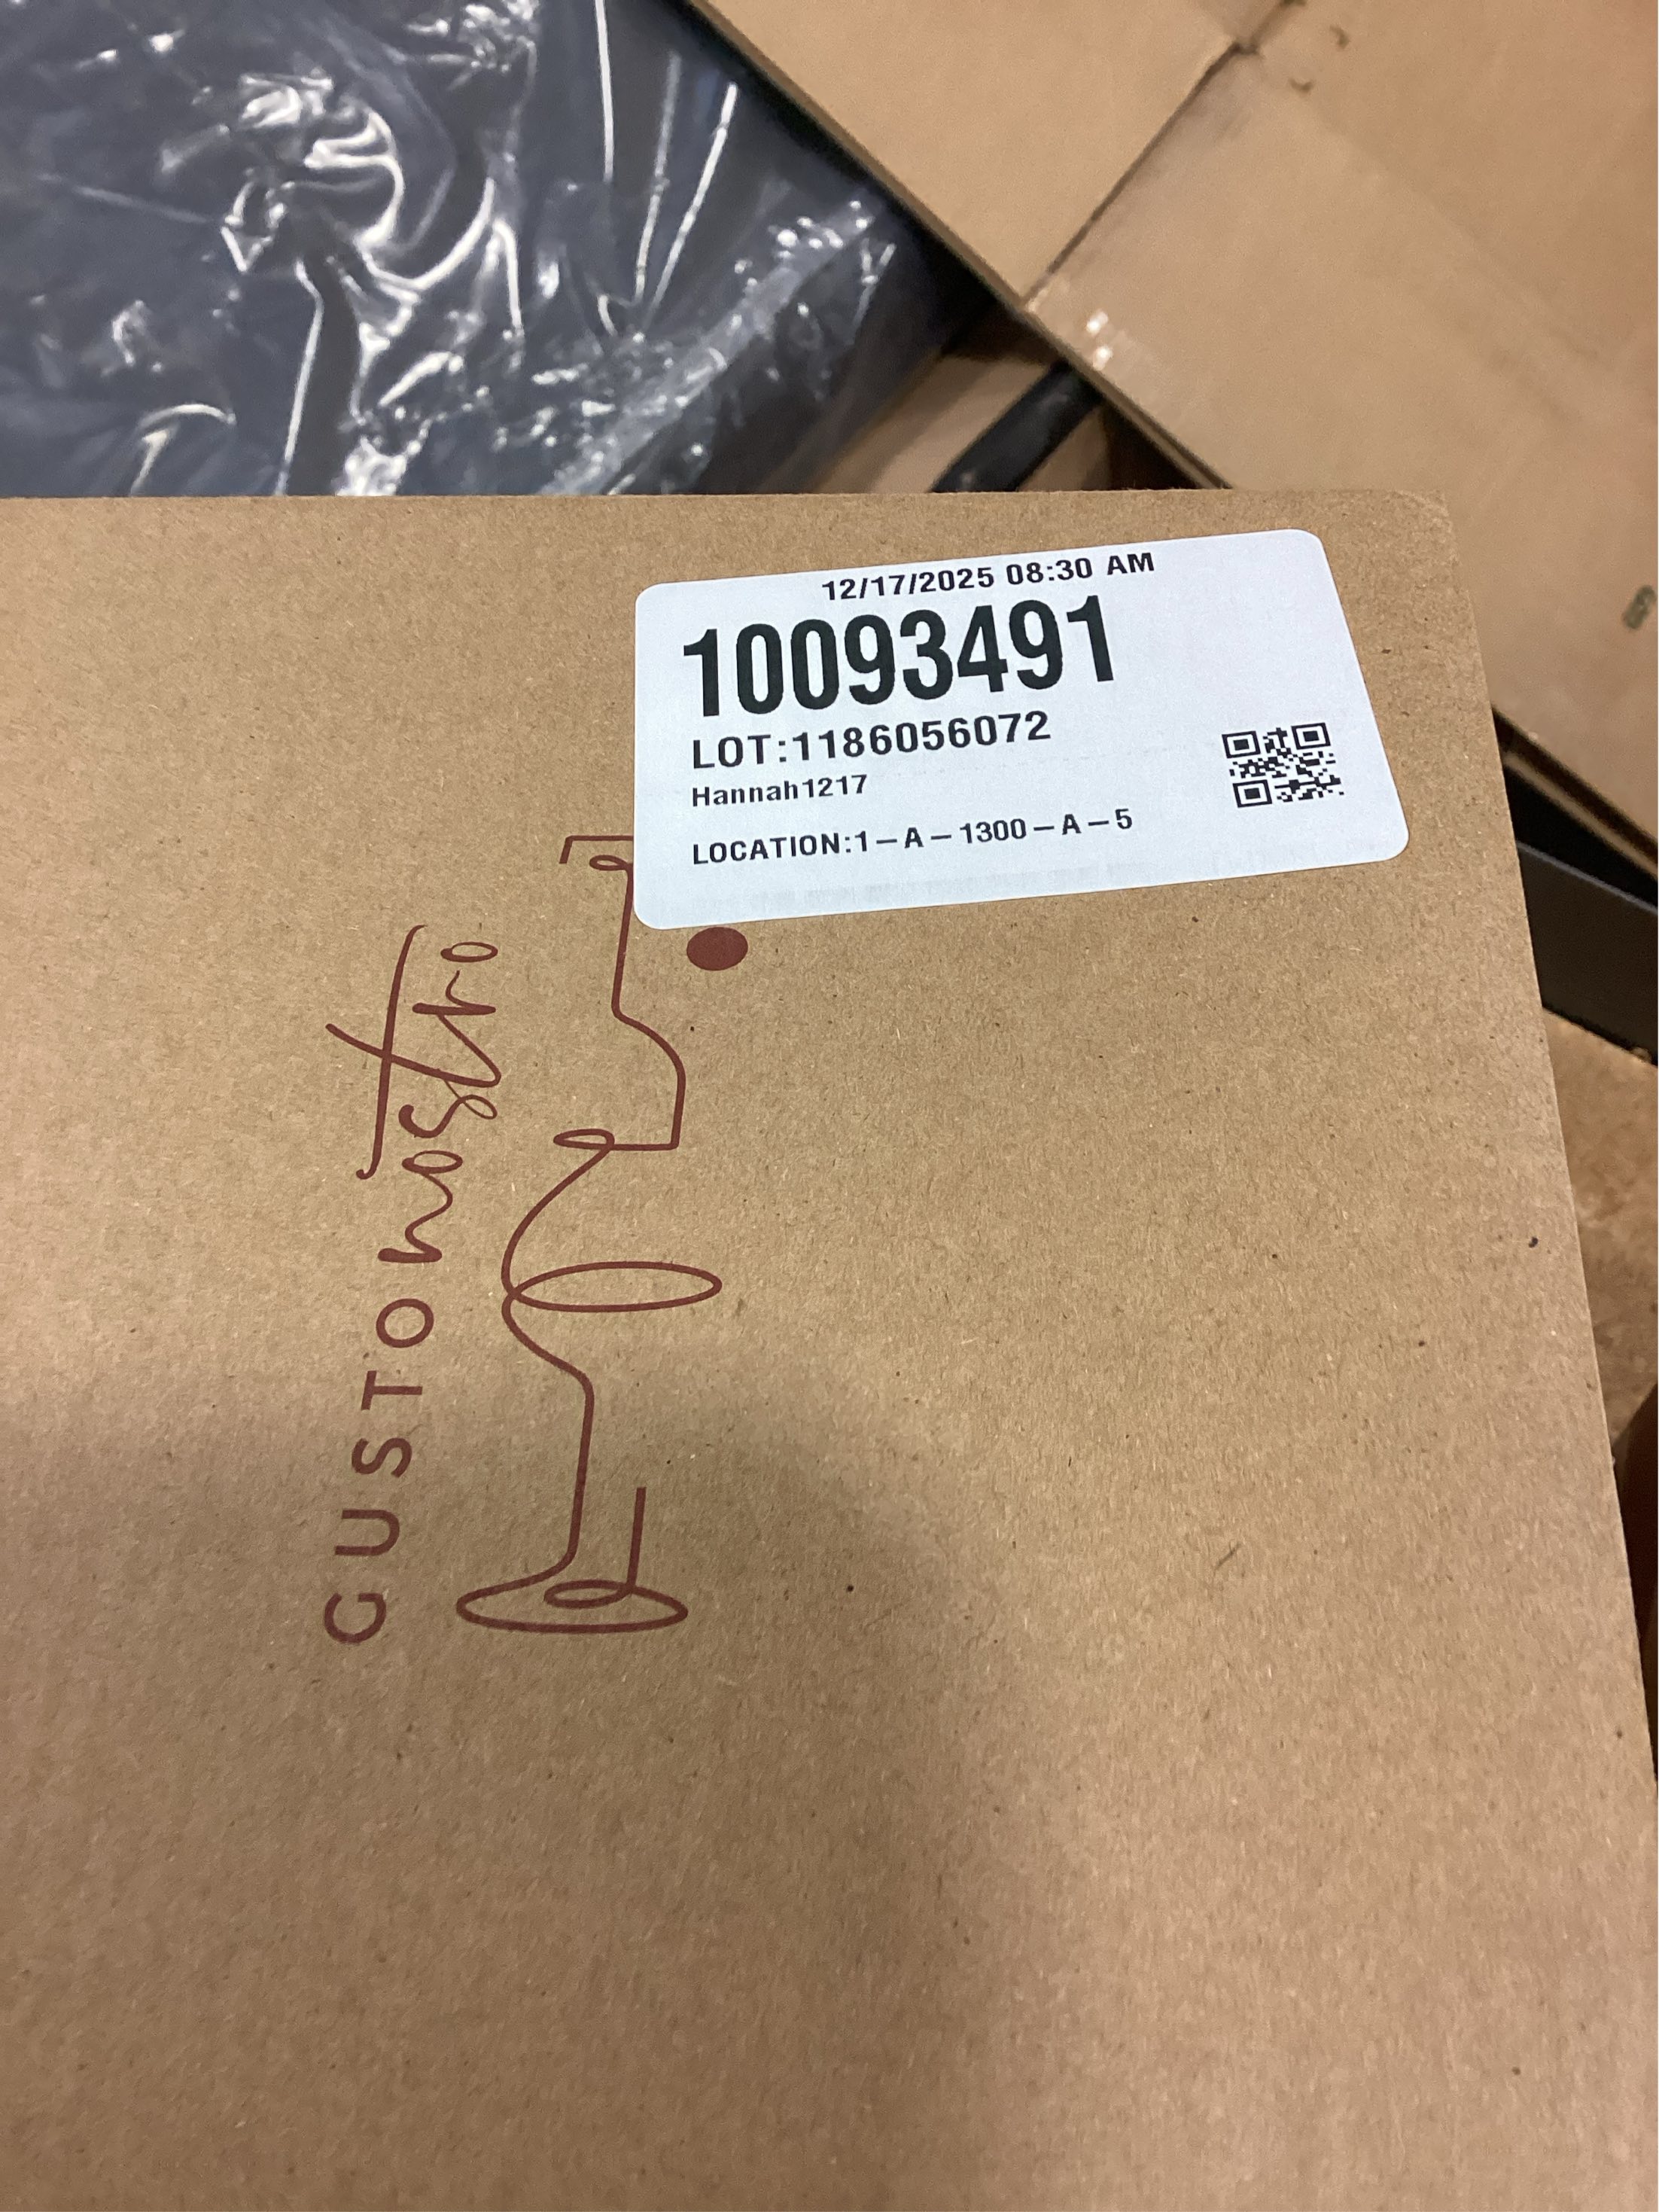 12/17/2025 08:30 AM
10093491
LOT:1186056072
Hannah1217
LOCATION:1-A-1300-A-5
GUSTO nostro